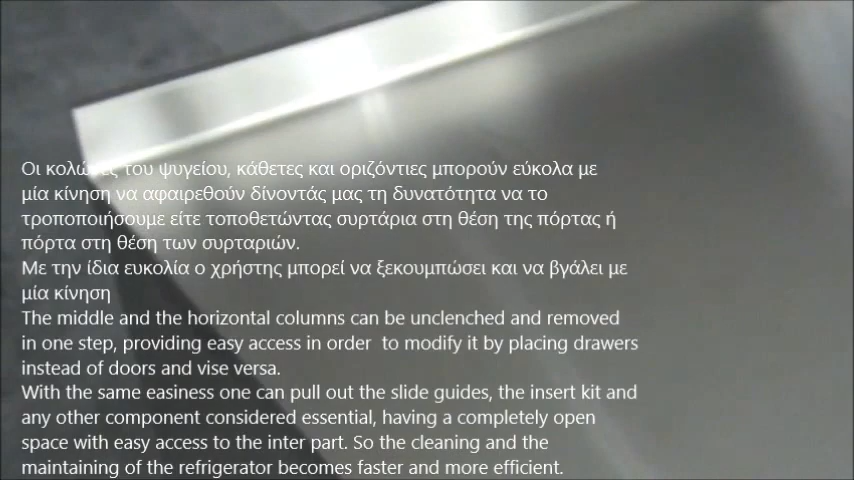 Οι κολώνες του ψυγείου, κάθετες και οριζόντιες μπορούν εύκολα με
μία κίνηση να αφαιρεθούν δίνοντάς μας τη δυνατότητα να το
τροποποιήσουμε είτε τοποθετώντας συρτάρια στη θέση της πόρτας ή
πόρτα στη θέση των συρταριών.
Με την ίδια ευκολία ο χρήστης μπορεί να ξεκουμπώσει και να βγάλει με
μία κίνηση
The middle and the horizontal columns can be unclenched and removed
in one step, providing easy access in order  to modify it by placing drawers
instead of doors and vise versa.
With the same easiness one can pull out the slide guides, the insert kit and
any other component considered essential, having a completely open
space with easy access to the inter part. So the cleaning and the
maintaining of the refrigerator becomes faster and more efficient.